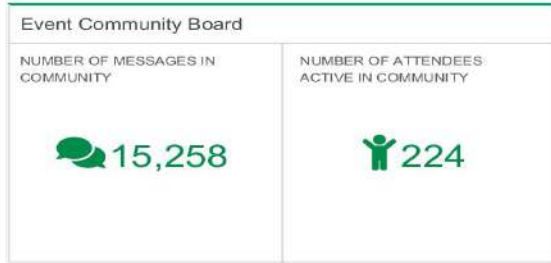 Event Community Board
NUMBER OF MESSAGES IN
COMMUNITY
15,258
NUMBER OF ATTENDEES
ACTIVE IN COMMUNITY
224